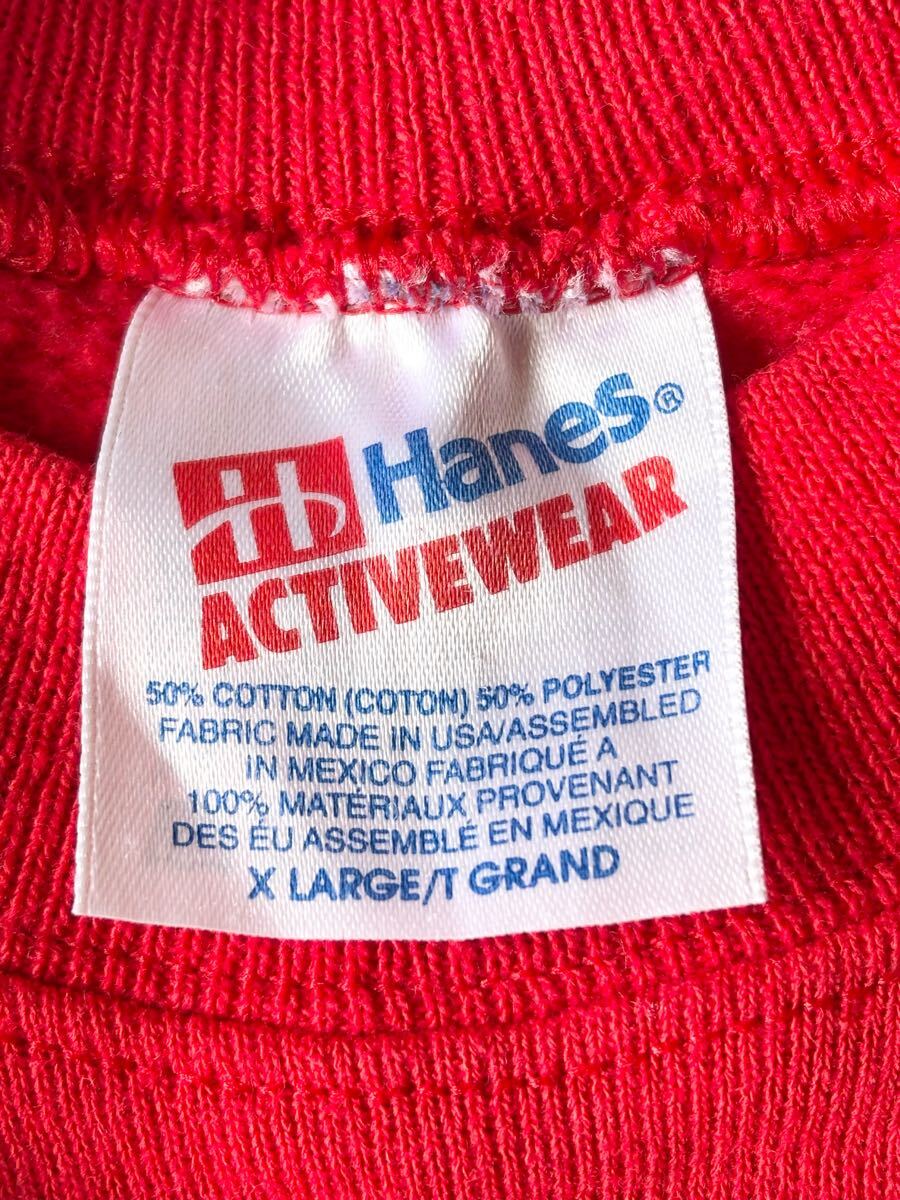 H Hanes®
ACTIVEWEAR
50% COTTON (COTON) 50% POLYESTER
FABRIC MADE IN USA/ASSEMBLED
IN MEXICO FABRIQUÉ A
100% MATÉRIAUX PROVENANT
DES ÉU ASSEMBLÉ EN MEXIQUE
X LARGE/T GRAND